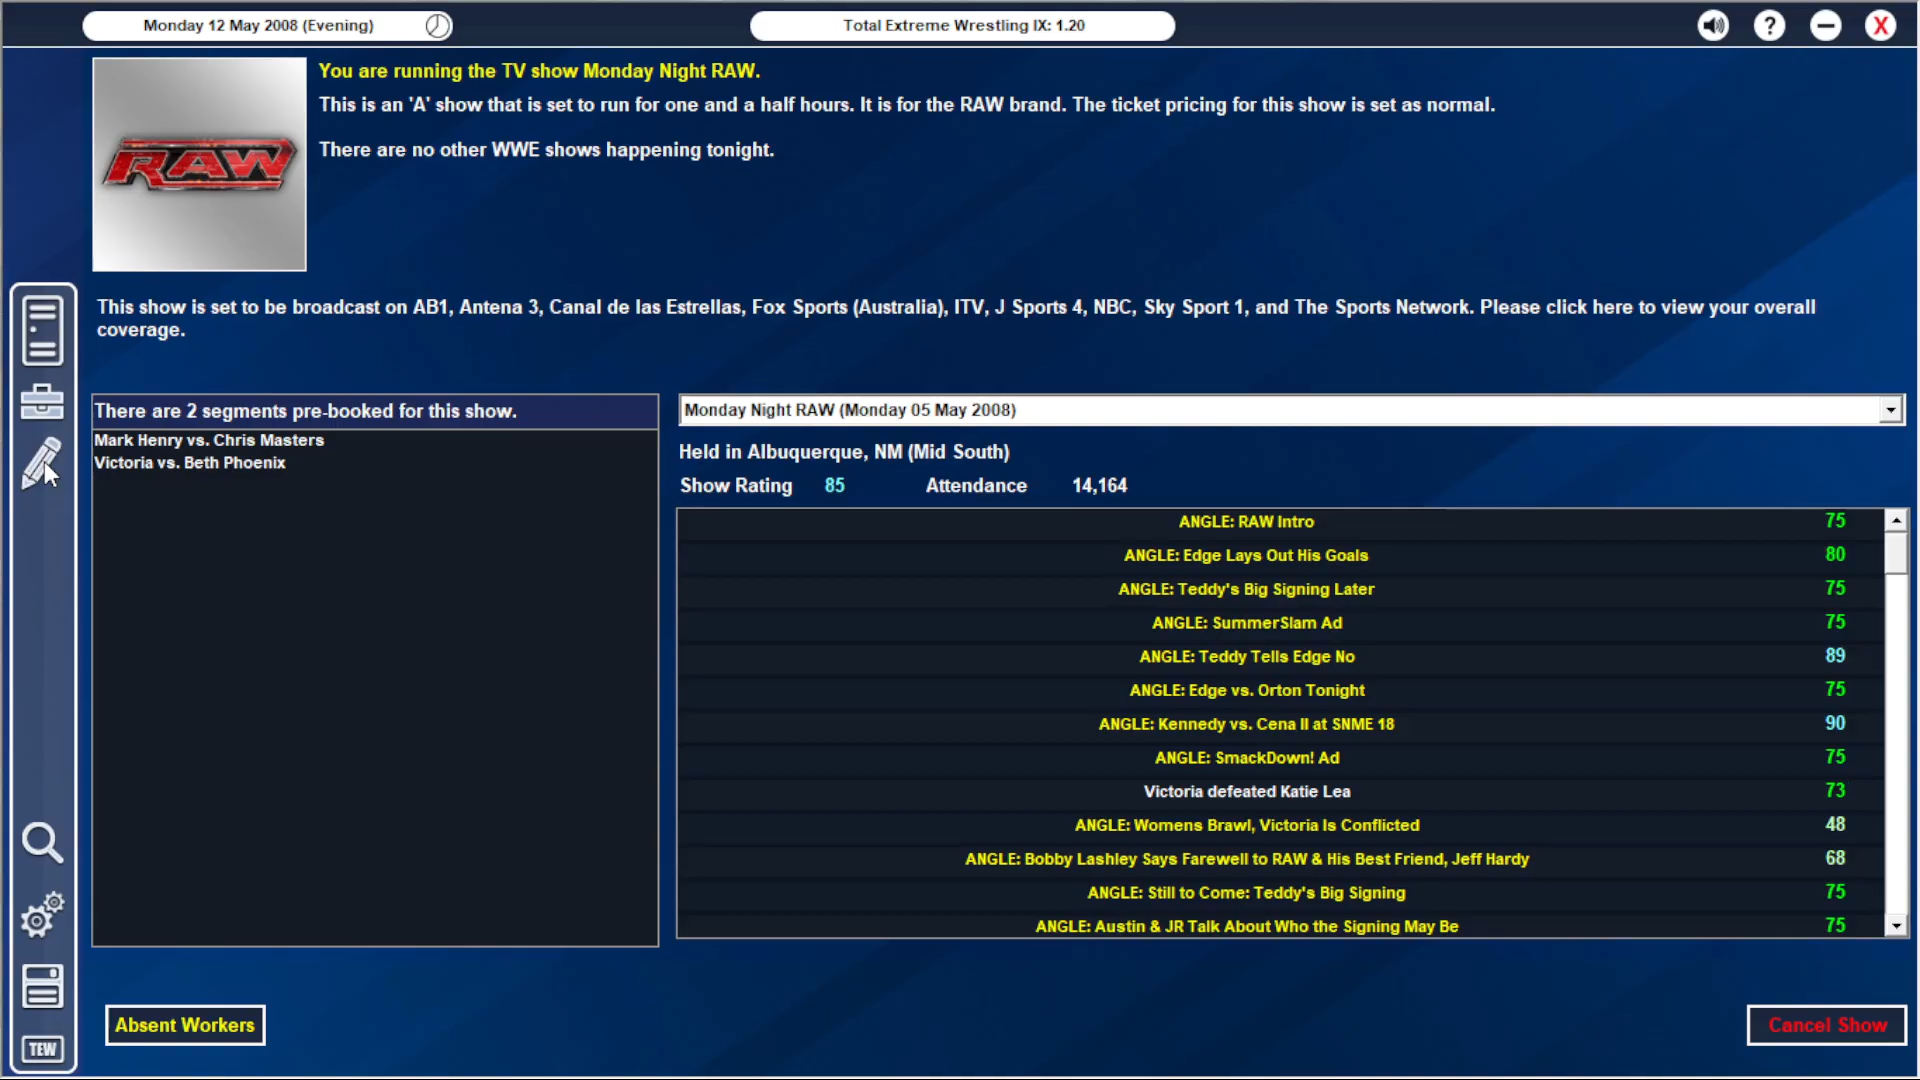 Monday 12 May 2008 (Evening)
Total Extreme Wrestling IX: 1.20
?
X
RAW
You are running the TV show Monday Night RAW.
This is an 'A' show that is set to run for one and a half hours. It is for the RAW brand. The ticket pricing for this show is set as normal.
There are no other WWE shows happening tonight.
This show is set to be broadcast on AB1, Antena 3, Canal de las Estrellas, Fox Sports (Australia), ITV, J Sports 4, NBC, Sky Sport 1, and The Sports Network. Please click here to view your overall
coverage.
There are 2 segments pre-booked for this show.
Mark Henry vs. Chris Masters
Victoria vs. Beth Phoenix
Monday Night RAW (Monday 05 May 2008)
Held in Albuquerque, NM (Mid South)
Show Rating 85 Attendance 14,164
ANGLE: RAW Intro 75
ANGLE: Edge Lays Out His Goals 80
ANGLE: Teddy's Big Signing Later 75
ANGLE: SummerSlam Ad 75
ANGLE: Teddy Tells Edge No 89
ANGLE: Edge vs. Orton Tonight 75
ANGLE: Kennedy vs. Cena II at SNME 18 90
ANGLE: SmackDown! Ad 75
Victoria defeated Katie Lea 73
ANGLE: Womens Brawl, Victoria Is Conflicted 48
ANGLE: Bobby Lashley Says Farewell to RAW & His Best Friend, Jeff Hardy 68
ANGLE: Still to Come: Teddy's Big Signing 75
ANGLE: Austin & JR Talk About Who the Signing May Be 75
Absent Workers
Cancel Show
TEW